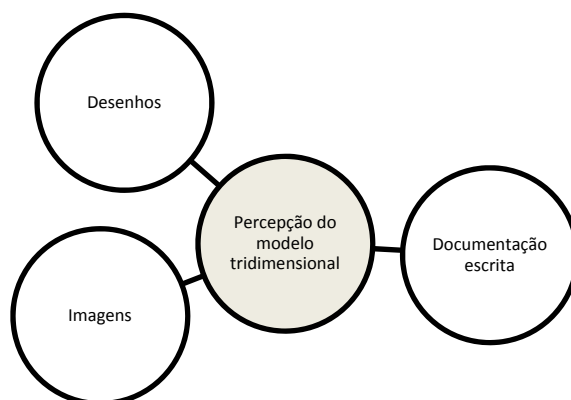 Desenhos
Percepção do
modelo
tridimensional
Documentação
escrita
Imagens